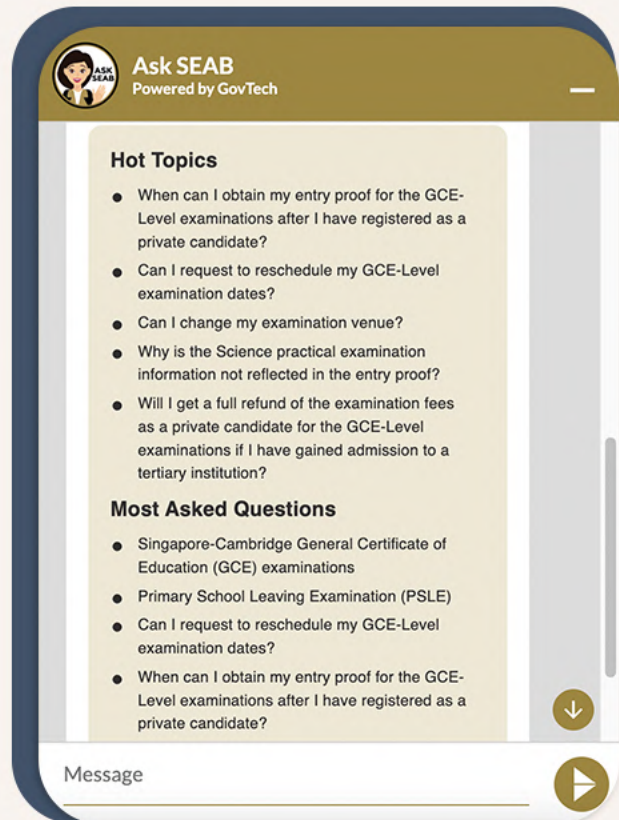 ASK
SEAB
Ask SEAB
Powered by GovTech
Hot Topics
● When can I obtain my entry proof for the GCE-
Level examinations after I have registered as a
private candidate?
● Can I request to reschedule my GCE-Level
examination dates?
● Can I change my examination venue?
● Why is the Science practical examination
information not reflected in the entry proof?
● Will I get a full refund of the examination fees
as a private candidate for the GCE-Level
examinations if I have gained admission to a
tertiary institution?
Most Asked Questions
● Singapore-Cambridge General Certificate of
Education (GCE) examinations
● Primary School Leaving Examination (PSLE)
● Can I request to reschedule my GCE-Level
examination dates?
● When can I obtain my entry proof for the GCE-
Level examinations after I have registered as a
private candidate?
Message